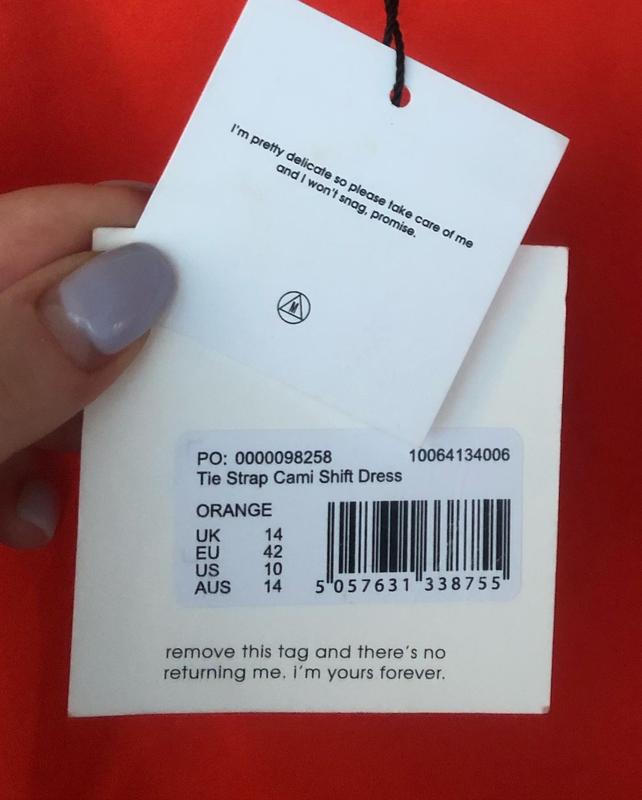 I'm pretty delicate so please take care of me
and I won't snag, promise.
M
PO: 0000098258 10064134006
Tie Strap Cami Shift Dress
ORANGE
UK 14
EU 42
US 10
AUS 14
5 057631 338755
remove this tag and there's no
returning me. i'm yours forever.